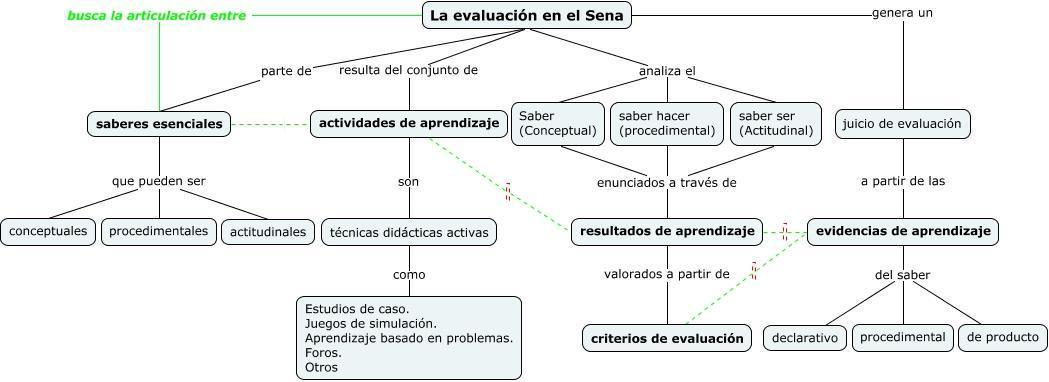 La evaluación en el Sena
busca la articulación entre
genera un
parte de
resulta del conjunto de
analiza el
saberes esenciales
actividades de aprendizaje
Saber
(Conceptual)
saber hacer
(procedimental)
saber ser
(Actitudinal)
juicio de evaluación
que pueden ser
son
enunciados a través de
a partir de las
conceptuales
procedimentales
actitudinales
técnicas didácticas activas
resultados de aprendizaje
evidencias de aprendizaje
como
valorados a partir de
del saber
Estudios de caso.
Juegos de simulación.
Aprendizaje basado en problemas.
Foros.
Otros
criterios de evaluación
declarativo
procedimental
de producto